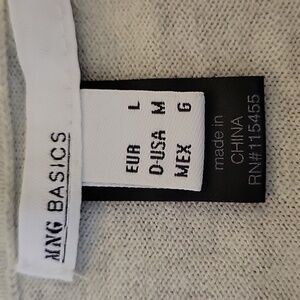 MNG BASICS
EUR L
D-USA M
MEX G
made in
CHINA
RN#115455